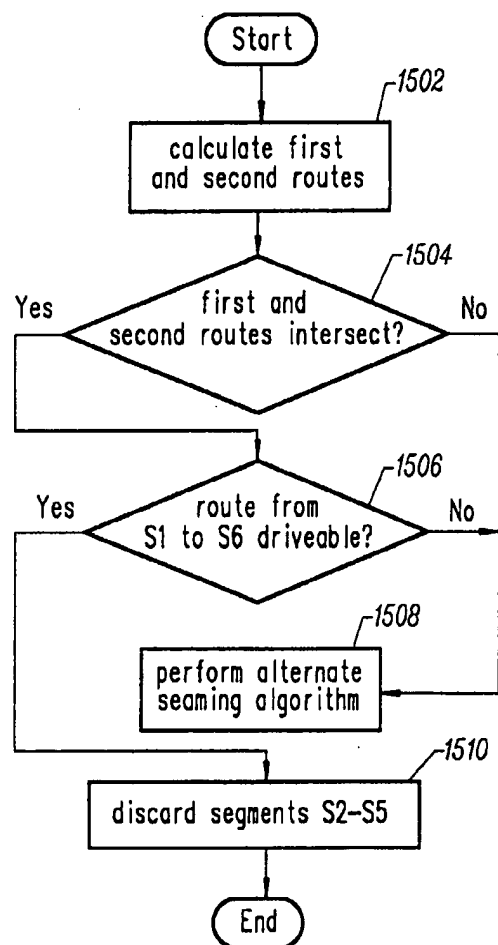 Start
1502
calculate first
and second routes
1504
Yes
first and
second routes intersect?
No
1506
Yes
route from
S1 to S6 driveable?
No
1508
perform alternate
seaming algorithm
1510
discard segments S2-S5
End